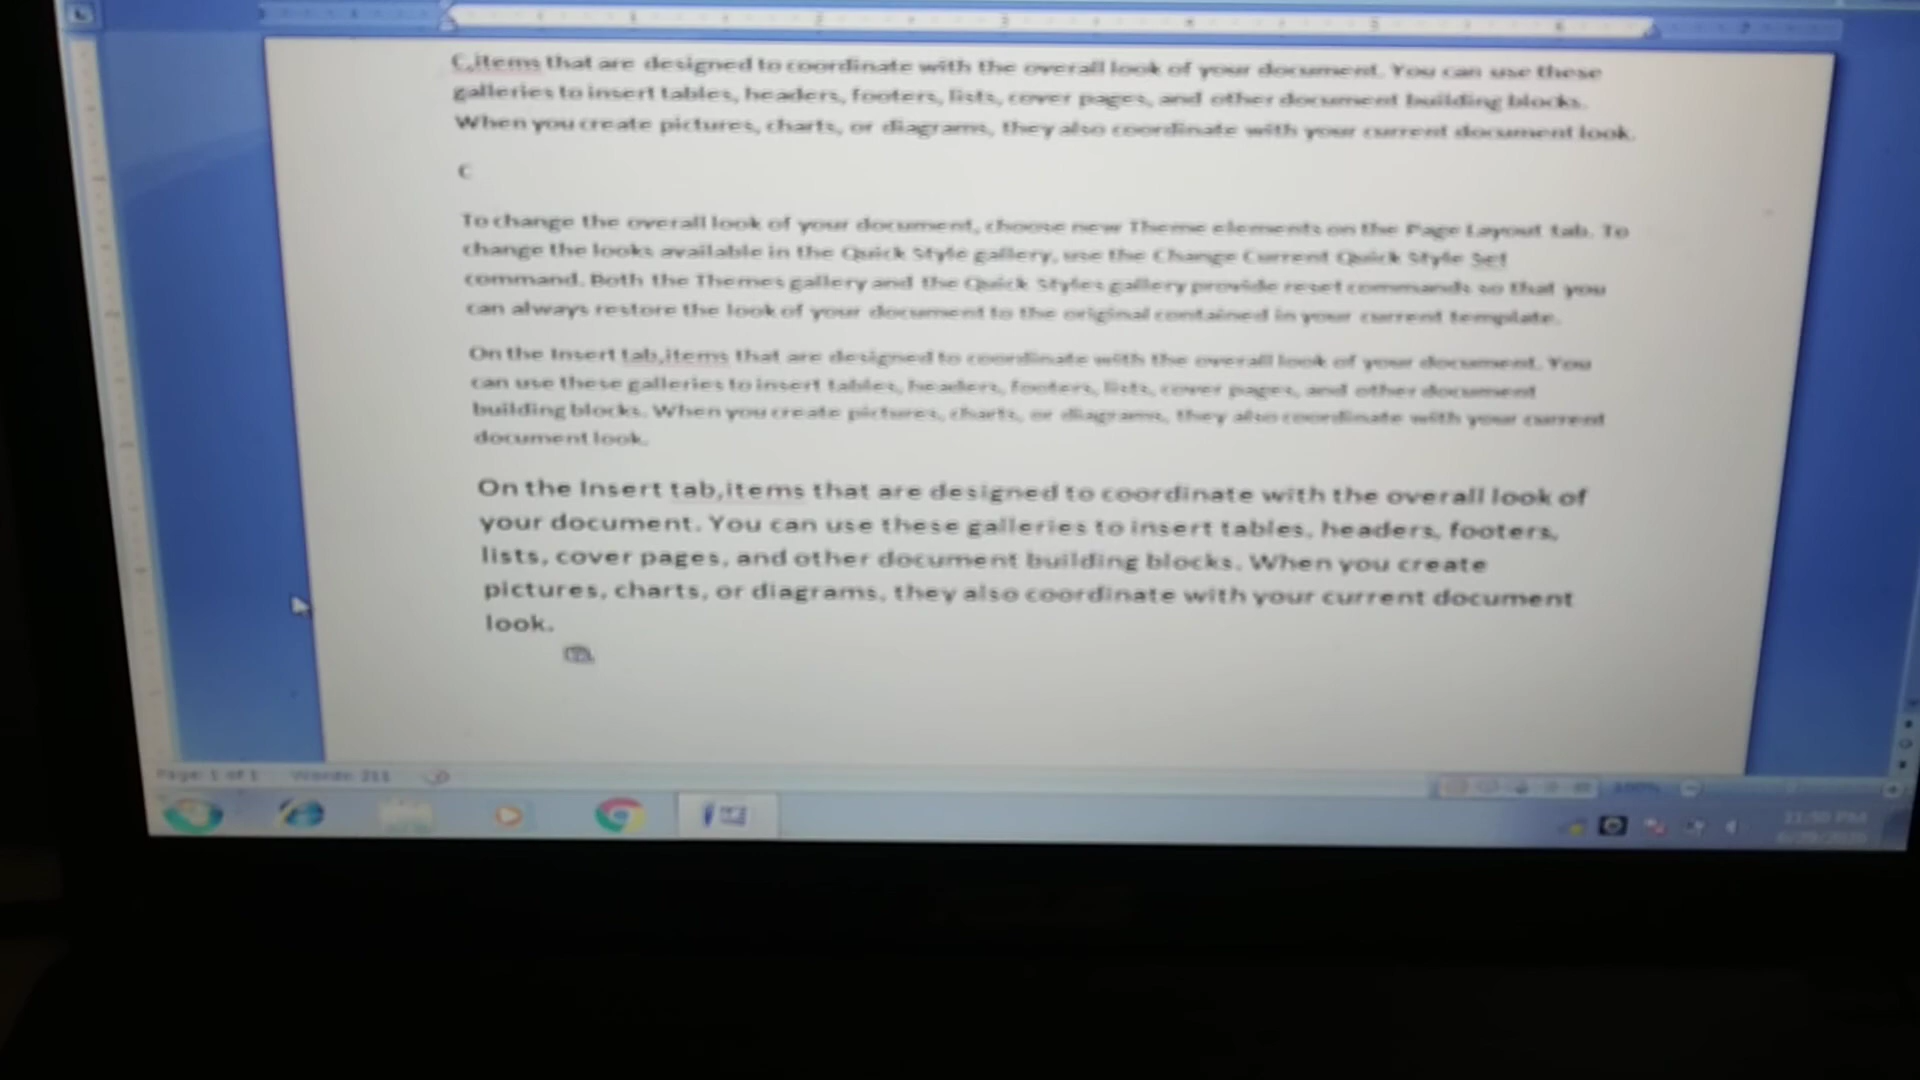 C,items that are designed to coordinate with the overall look of your document. You can use these
galleries to insert tables, headers, footers, lists, cover pages, and other document building blocks.
When you create pictures, charts, or diagrams, they also coordinate with your current document look.
C
To change the overall look of your document, choose new Theme elements on the Page Layout tab. To
change the looks available in the Quick Style gallery, use the Change Current Quick Style Set
command. Both the Themes gallery and the Quick Styles gallery provide reset commands so that you
can always restore the look of your document to the original contained in your current template.
On the Insert tab,items that are designed to coordinate with the overall look of your document. You
can use these galleries to insert tables, headers, footers, lists, cover pages, and other document
building blocks. When you create pictures, charts, or diagrams, they also coordinate with your current
document look.
On the Insert tab,items that are designed to coordinate with the overall look of
your document. You can use these galleries to insert tables, headers, footers,
lists, cover pages, and other document building blocks. When you create
pictures, charts, or diagrams, they also coordinate with your current document
look.
Page: 1 of 1 Words: 211
100%